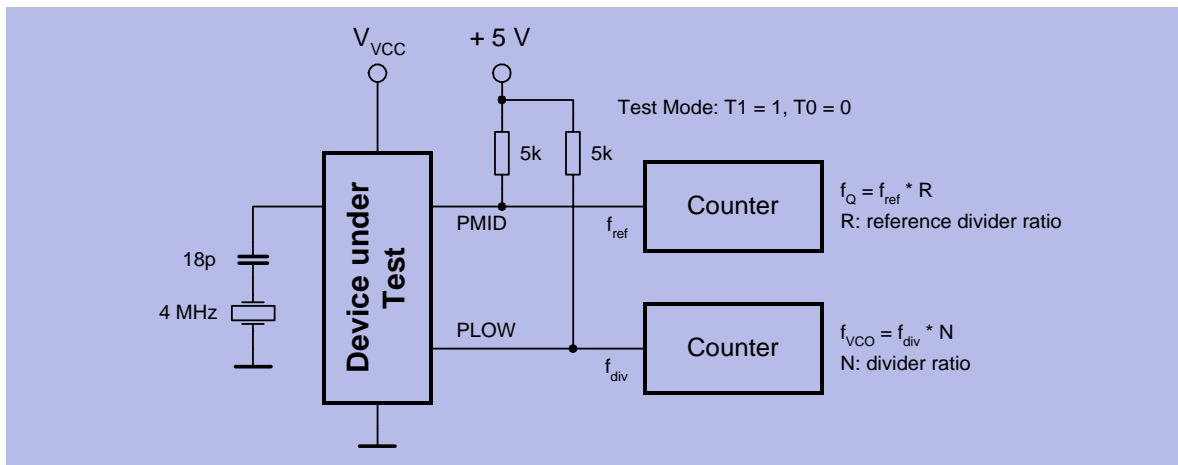 V_VCC
+ 5 V
Test Mode: T1 = 1, T0 = 0
5k
5k
Device under
Test
PMID
f_ref
Counter
f_Q = f_ref * R
R: reference divider ratio
18p
4 MHz
PLOW
f_div
Counter
f_VCO = f_div * N
N: divider ratio